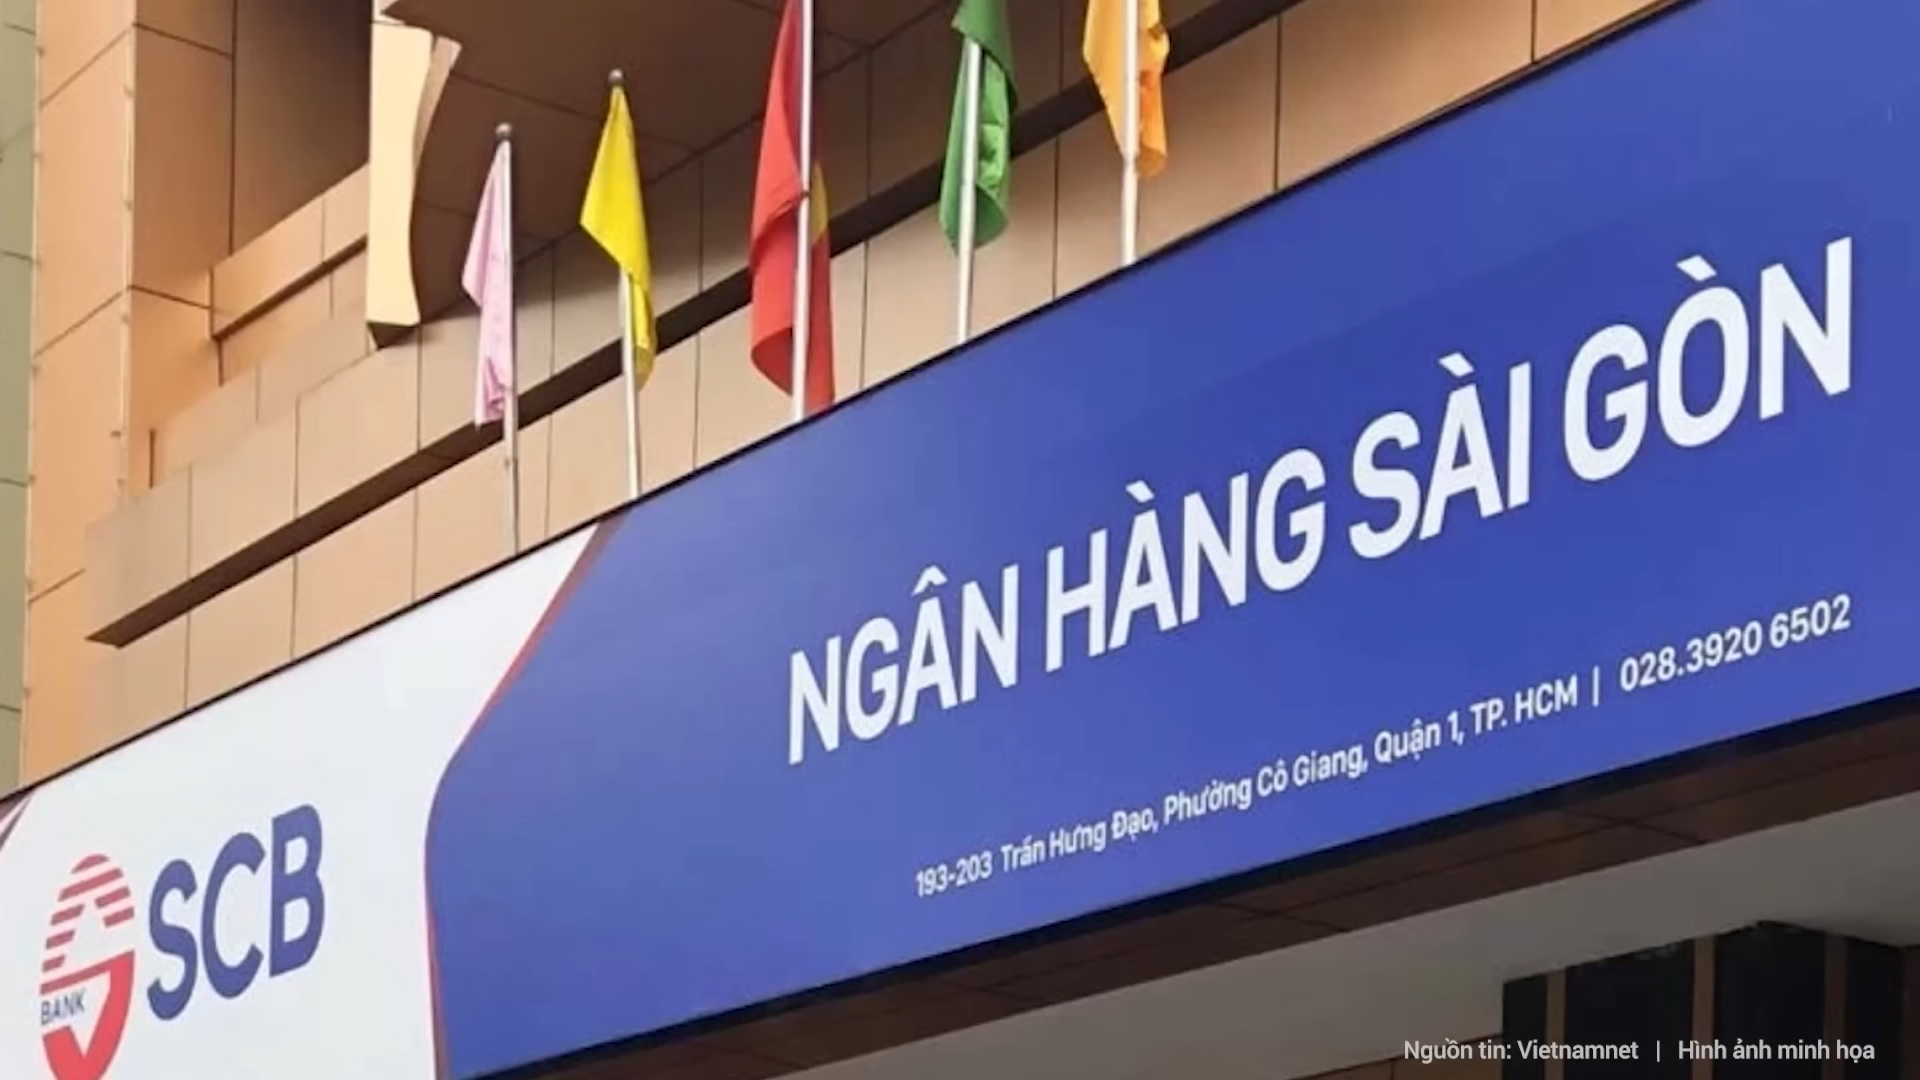 NGÂN HÀNG SÀI GÒN
193-203 Trần Hưng Đạo, Phường Cô Giang, Quận 1, TP. HCM | 028.3920 6502
SCB
BANK
Nguồn tin: Vietnamnet | Hình ảnh minh họa